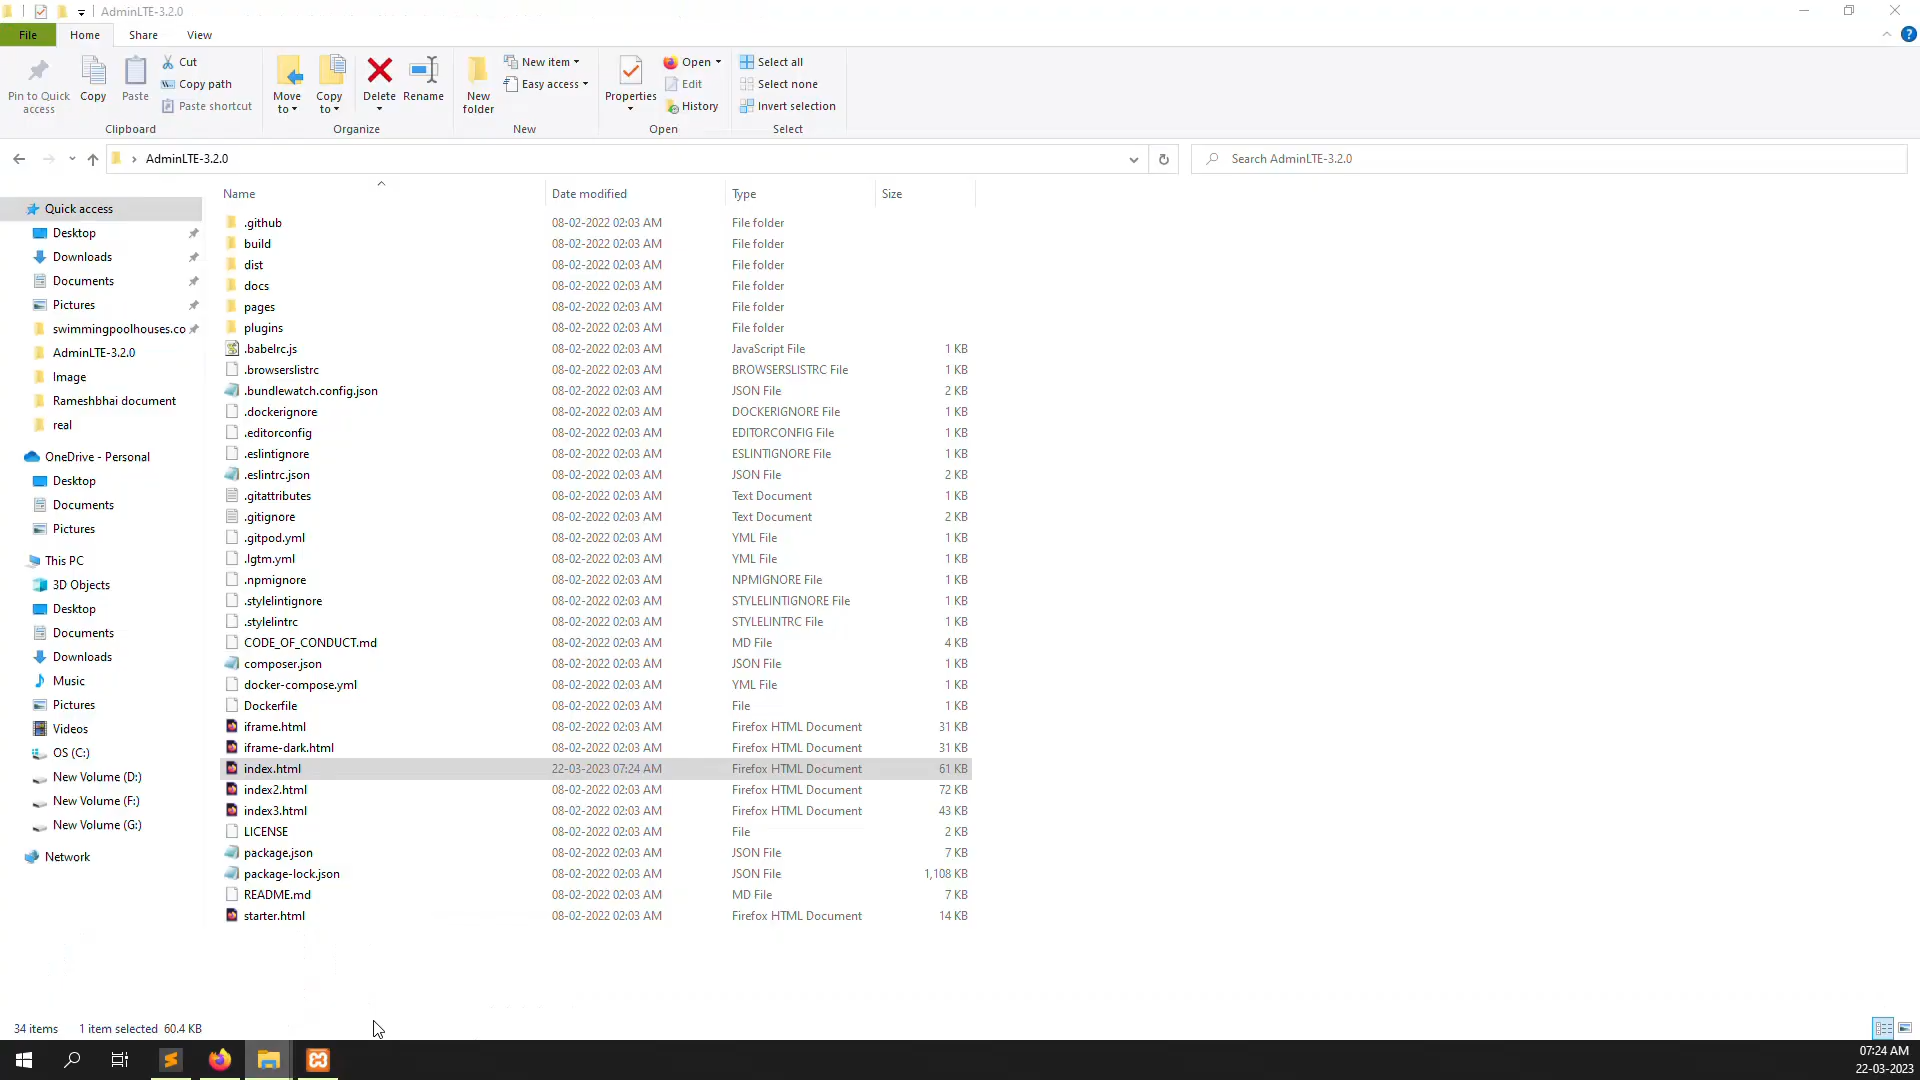 AdminLTE-3.2.0
File Home Share View
Pin to Quick access
Copy
Paste
Cut
Copy path
Paste shortcut
Clipboard
Move to
Copy to
Delete
Rename
Organize
New folder
New item
Easy access
New
Properties
Open
Edit
History
Open
Select all
Select none
Invert selection
Select
AdminLTE-3.2.0
Search AdminLTE-3.2.0
Quick access
Desktop
Downloads
Documents
Pictures
swimmingpoolhouses.co
AdminLTE-3.2.0
Image
Rameshbhai document
real
OneDrive - Personal
Desktop
Documents
Pictures
This PC
3D Objects
Desktop
Documents
Downloads
Music
Pictures
Videos
OS (C:)
New Volume (D:)
New Volume (F:)
New Volume (G:)
Network
Name Date modified Type Size
.github 08-02-2022 02:03 AM File folder
build 08-02-2022 02:03 AM File folder
dist 08-02-2022 02:03 AM File folder
docs 08-02-2022 02:03 AM File folder
pages 08-02-2022 02:03 AM File folder
plugins 08-02-2022 02:03 AM File folder
.babelrc.js 08-02-2022 02:03 AM JavaScript File 1 KB
.browserslistrc 08-02-2022 02:03 AM BROWSERSLISTRC File 1 KB
.bundlewatch.config.json 08-02-2022 02:03 AM JSON File 2 KB
.dockerignore 08-02-2022 02:03 AM DOCKERIGNORE File 1 KB
.editorconfig 08-02-2022 02:03 AM EDITORCONFIG File 1 KB
.eslintignore 08-02-2022 02:03 AM ESLINTIGNORE File 1 KB
.eslintrc.json 08-02-2022 02:03 AM JSON File 2 KB
.gitattributes 08-02-2022 02:03 AM Text Document 1 KB
.gitignore 08-02-2022 02:03 AM Text Document 2 KB
.gitpod.yml 08-02-2022 02:03 AM YML File 1 KB
.lgtm.yml 08-02-2022 02:03 AM YML File 1 KB
.npmignore 08-02-2022 02:03 AM NPMIGNORE File 1 KB
.stylelintignore 08-02-2022 02:03 AM STYLELINTIGNORE File 1 KB
.stylelintrc 08-02-2022 02:03 AM STYLELINTRC File 1 KB
CODE_OF_CONDUCT.md 08-02-2022 02:03 AM MD File 4 KB
composer.json 08-02-2022 02:03 AM JSON File 1 KB
docker-compose.yml 08-02-2022 02:03 AM YML File 1 KB
Dockerfile 08-02-2022 02:03 AM File 1 KB
iframe.html 08-02-2022 02:03 AM Firefox HTML Document 31 KB
iframe-dark.html 08-02-2022 02:03 AM Firefox HTML Document 31 KB
index.html 22-03-2023 07:24 AM Firefox HTML Document 61 KB
index2.html 08-02-2022 02:03 AM Firefox HTML Document 72 KB
index3.html 08-02-2022 02:03 AM Firefox HTML Document 43 KB
LICENSE 08-02-2022 02:03 AM File 2 KB
package.json 08-02-2022 02:03 AM JSON File 7 KB
package-lock.json 08-02-2022 02:03 AM JSON File 1,108 KB
README.md 08-02-2022 02:03 AM MD File 7 KB
starter.html 08-02-2022 02:03 AM Firefox HTML Document 14 KB
34 items 1 item selected 60.4 KB
07:24 AM
22-03-2023